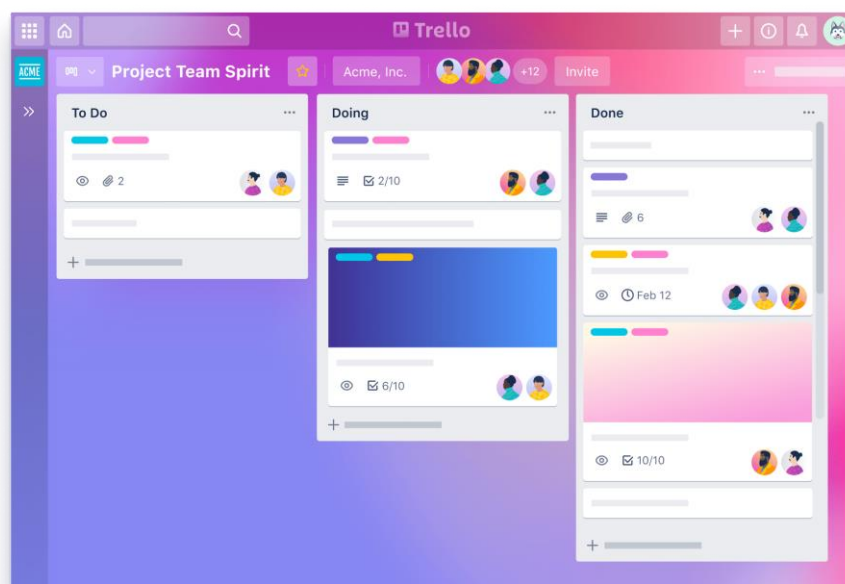 Trello
ACME
Project Team Spirit
Acme, Inc.
+12
Invite
To Do
2
Doing
2/10
6/10
Done
6
Feb 12
10/10